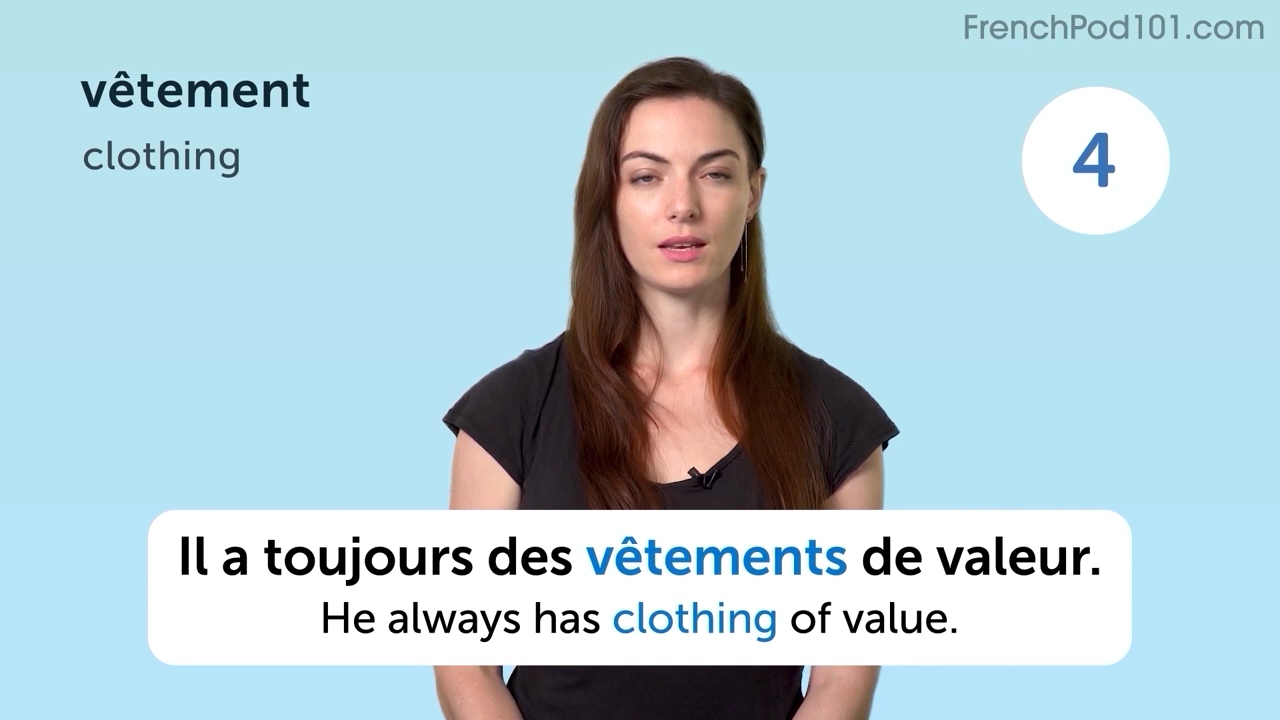 FrenchPod101.com
vêtement
clothing
4
Il a toujours des vêtements de valeur.
He always has clothing of value.